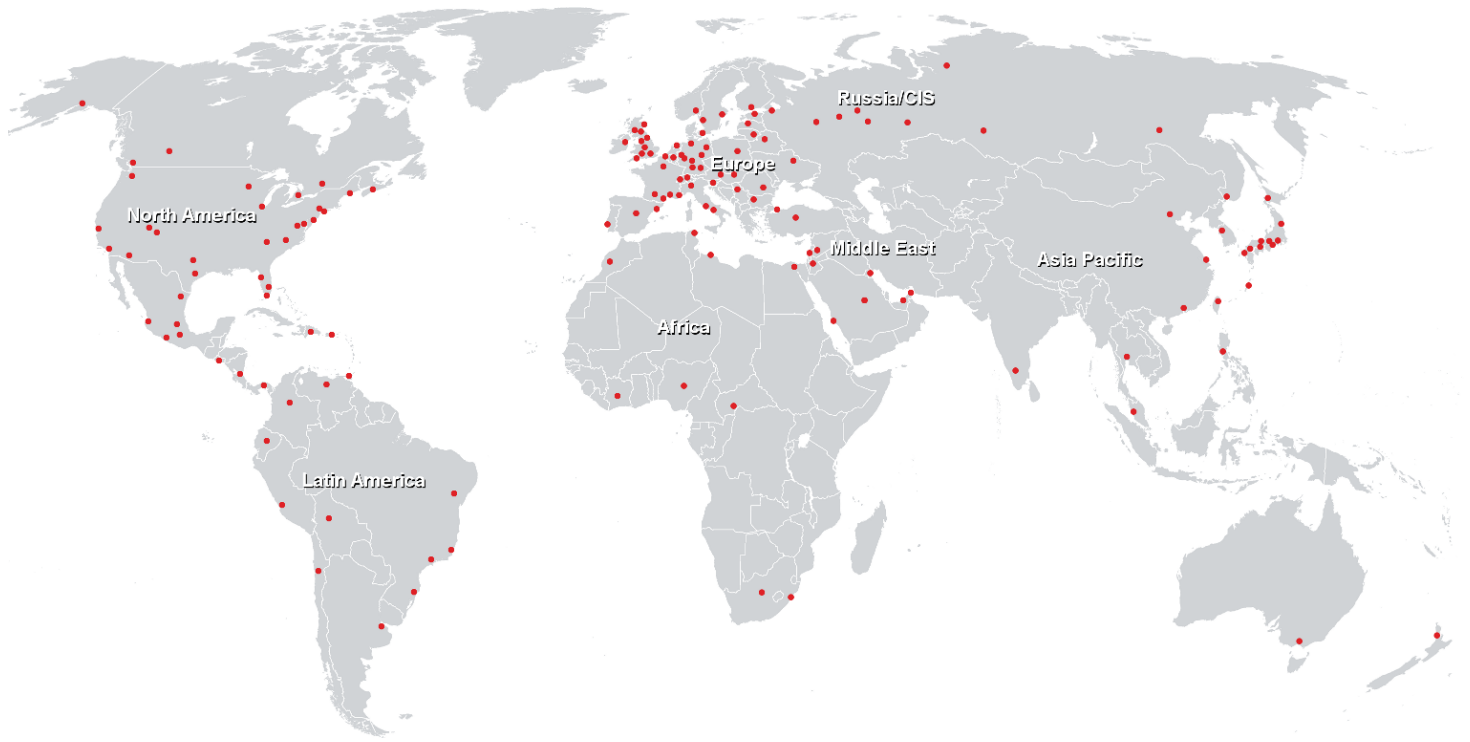 Russia/CIS
Europe
North America
Middle East
Asia Pacific
Africa
Latin America